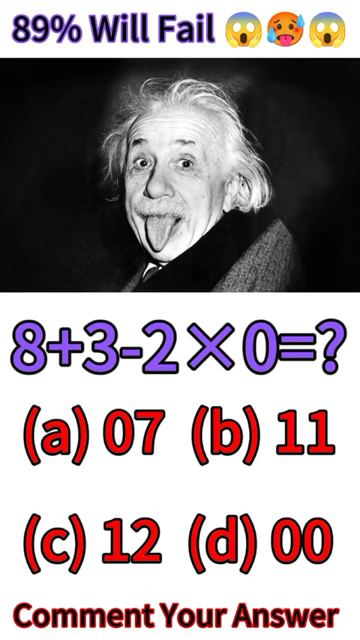 89% Will Fail 😱🥵😱
8+3-2×0=?
(a) 07 (b) 11
(c) 12 (d) 00
Comment Your Answer